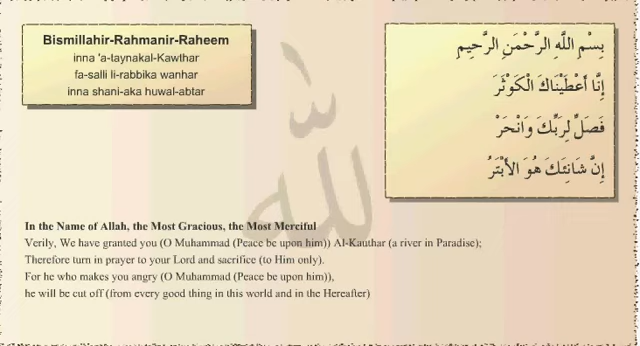 Bismillahir-Rahmanir-Raheem
inna 'a-taynakal-Kawthar
fa-salli li-rabbika wanhar
inna shani-aka huwal-abtar
بِسْمِ اللَّهِ الرَّحْمَنِ الرَّحِيمِ
إِنَّا أَعْطَيْنَاكَ الْكَوْثَرَ
فَصَلِّ لِرَبِّكَ وَانْحَرْ
إِنَّ شَانِئَكَ هُوَ الْأَبْتَرُ
الله
In the Name of Allah, the Most Gracious, the Most Merciful
Verily, We have granted you (O Muhammad (Peace be upon him)) Al-Kauthar (a river in Paradise);
Therefore turn in prayer to your Lord and sacrifice (to Him only).
For he who makes you angry (O Muhammad (Peace be upon him)),
he will be cut off (from every good thing in this world and in the Hereafter)